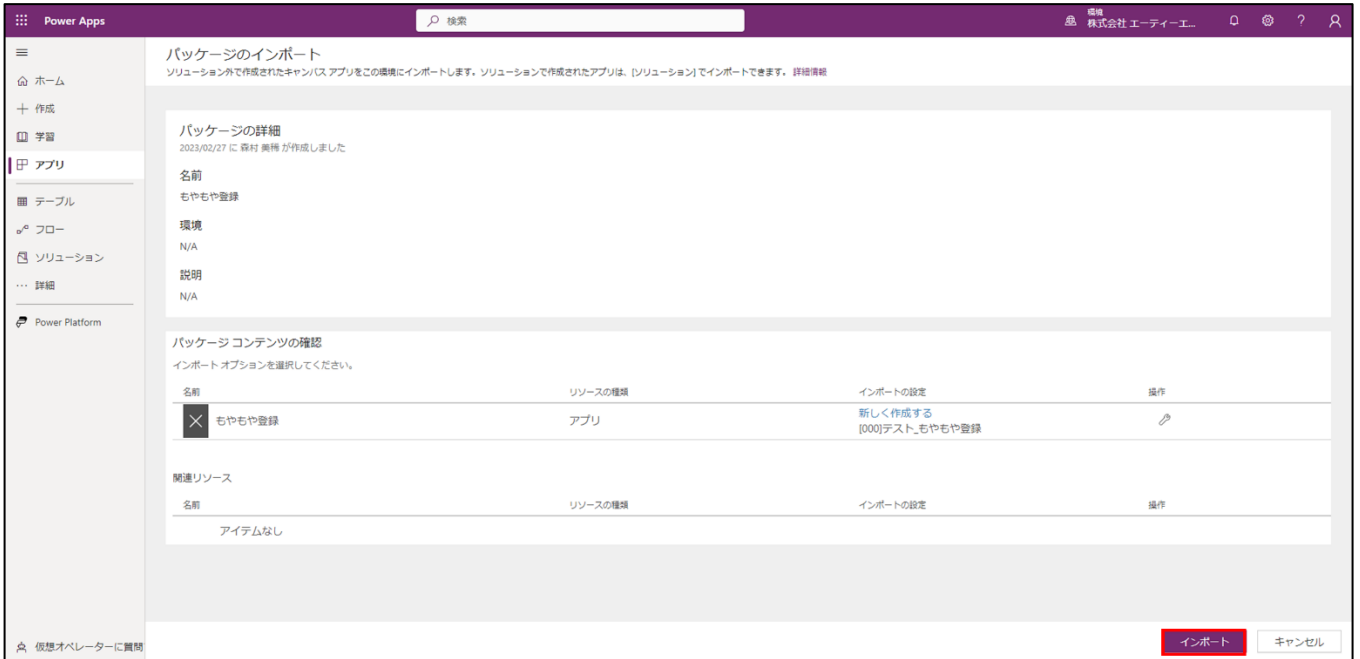 Power Apps
検索
環境
株式会社 エーティーエ...
?
ホーム
作成
学習
アプリ
テーブル
フロー
ソリューション
詳細
Power Platform
仮想オペレーターに質問
パッケージのインポート
ソリューション外で作成されたキャンバス アプリをこの環境にインポートします。ソリューションで作成されたアプリは、[ソリューション] でインポートできます。 詳細情報
パッケージの詳細
2023/02/27 に 森村 美稀 が作成しました
名前
もやもや登録
環境
N/A
説明
N/A
パッケージ コンテンツの確認
インポート オプションを選択してください。
名前 リソースの種類 インポートの設定 操作
もやもや登録 アプリ 新しく作成する
[000]テスト_もやもや登録
関連リソース
名前 リソースの種類 インポートの設定 操作
アイテムなし
インポート キャンセル